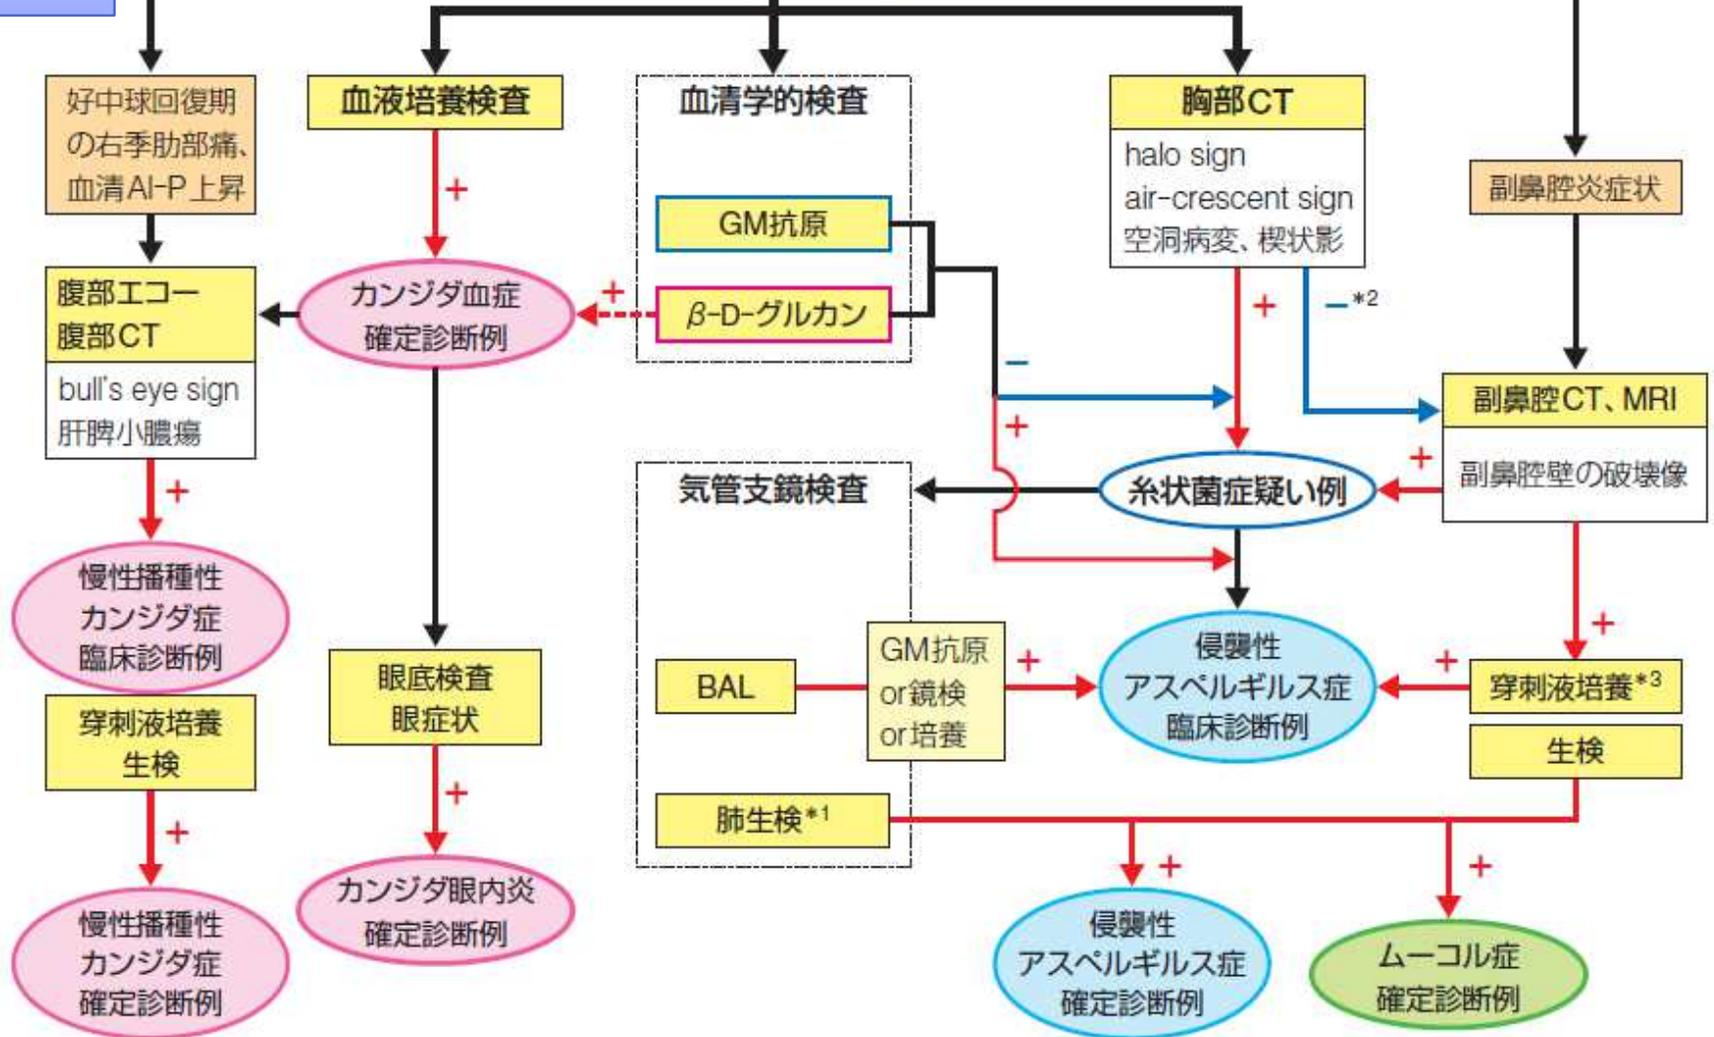 好中球回復期
の右季肋部痛、
血清Al-P上昇
血液培養検査
血清学的検査
胸部CT
halo sign
air-crescent sign
空洞病変、楔状影
副鼻腔炎症状
GM抗原
β-D-グルカン
腹部エコー
腹部CT
bull's eye sign
肝脾小膿瘍
カンジダ血症
確定診断例
+
+
−
+
+
−*2
副鼻腔CT、MRI
副鼻腔壁の破壊像
+
+
気管支鏡検査
糸状菌症疑い例
慢性播種性
カンジダ症
臨床診断例
穿刺液培養
生検
+
慢性播種性
カンジダ症
確定診断例
眼底検査
眼症状
+
カンジダ眼内炎
確定診断例
BAL
GM抗原
or鏡検
or培養
+
侵襲性
アスペルギルス症
臨床診断例
+
+
穿刺液培養*3
生検
肺生検*1
+
+
侵襲性
アスペルギルス症
確定診断例
ムーコル症
確定診断例